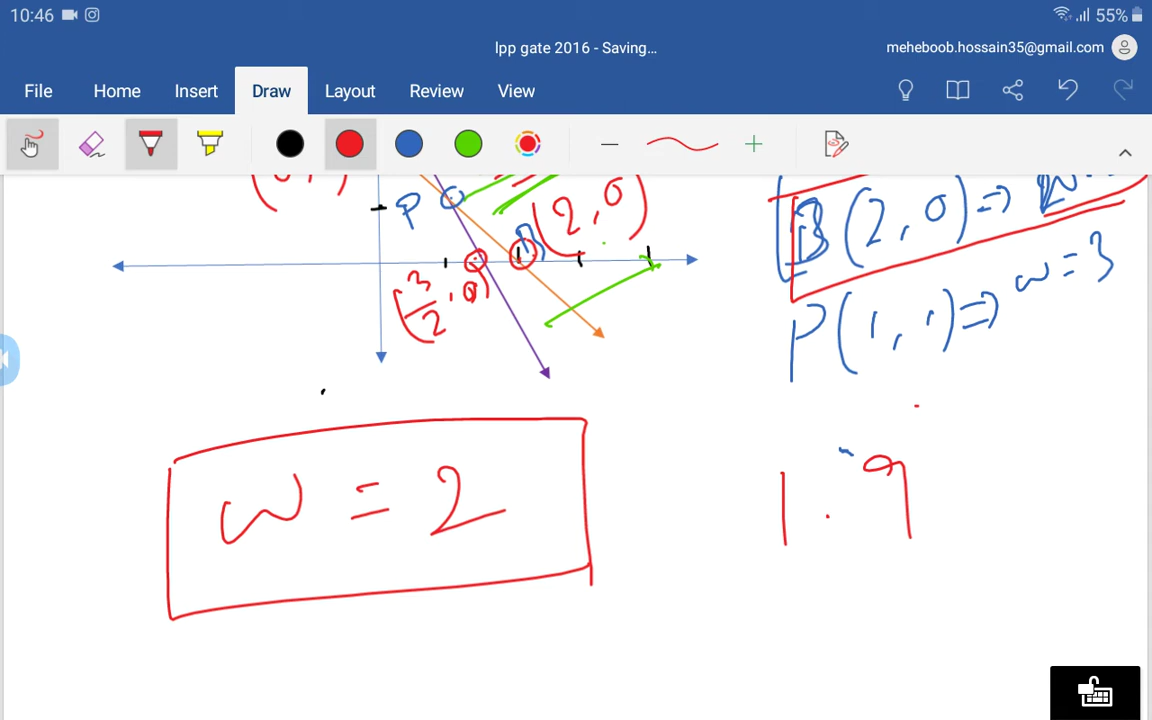 10:46 55%
lpp gate 2016 - Saving...
meheboob.hossain35@gmail.com
File Home Insert Draw Layout Review View
P
(2,0)
(3/2, 0)
B(2,0)⇒
P(1,1)⇒ w=3
w = 2
1.9